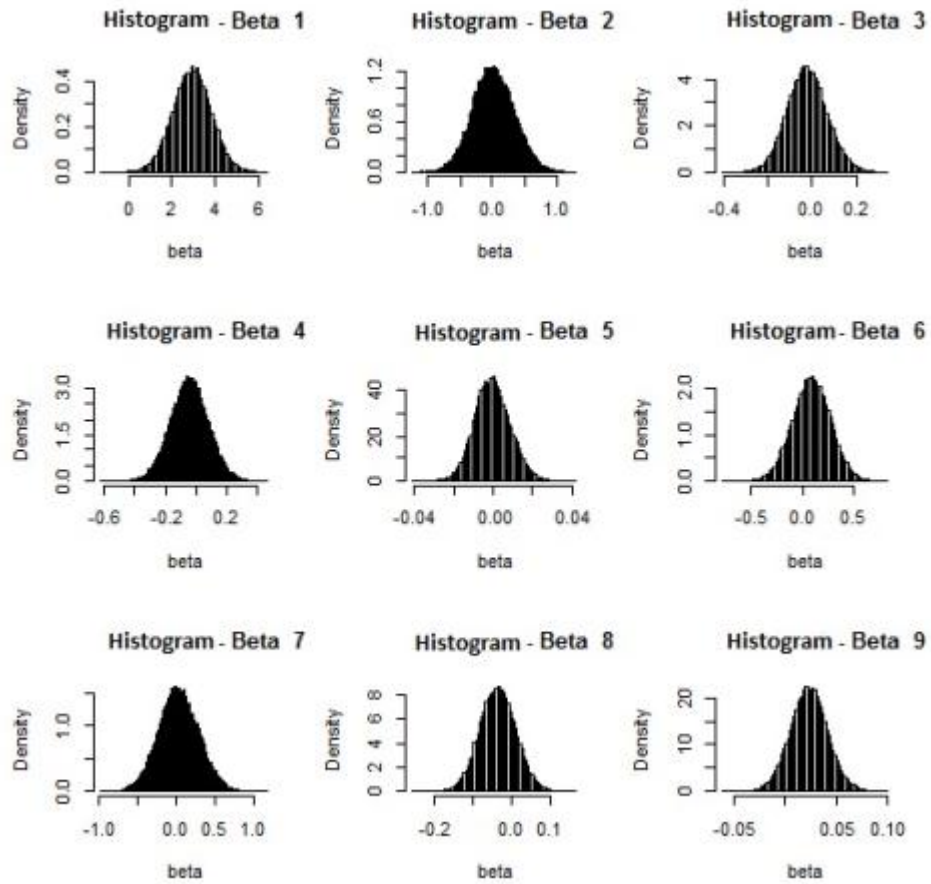 Histogram - Beta 1
Density
0.0 0.2 0.4
0 2 4 6
beta
Histogram - Beta 2
Density
0.0 0.6 1.2
-1.0 0.0 1.0
beta
Histogram - Beta 3
Density
0 2 4
-0.4 0.0 0.2
beta
Histogram - Beta 4
Density
0.0 1.5 3.0
-0.6 -0.2 0.2
beta
Histogram - Beta 5
Density
0 20 40
-0.04 0.00 0.04
beta
Histogram - Beta 6
Density
0.0 1.0 2.0
-0.5 0.0 0.5
beta
Histogram - Beta 7
Density
0.0 1.0
-1.0 0.0 0.5 1.0
beta
Histogram - Beta 8
Density
0 2 4 6 8
-0.2 0.0 0.1
beta
Histogram - Beta 9
Density
0 10 20
-0.05 0.05 0.10
beta